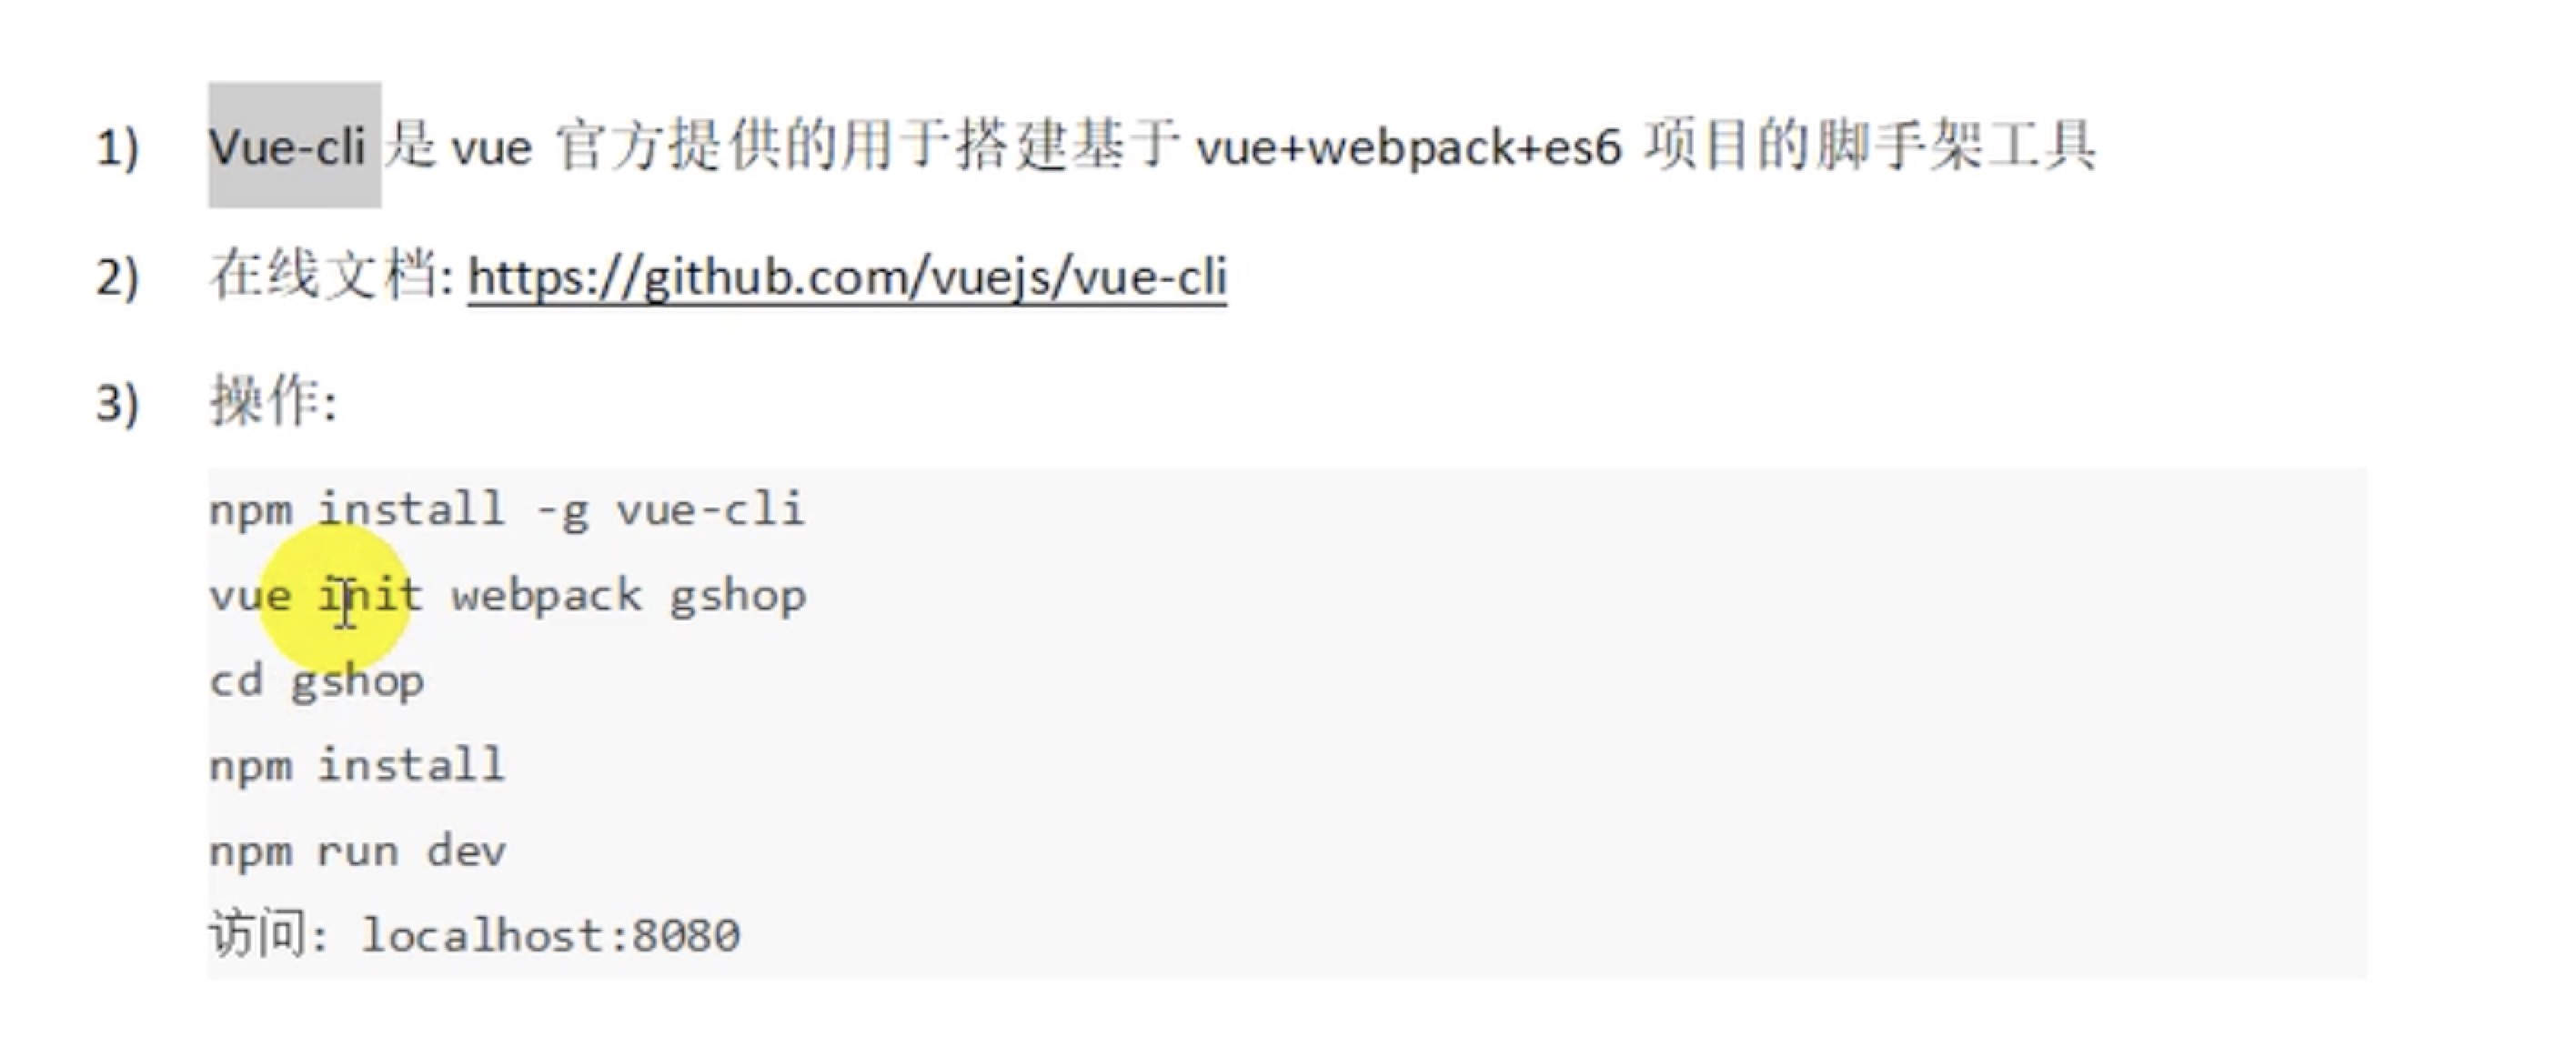 1) Vue-cli 是 vue 官方提供的用于搭建基于 vue+webpack+es6 项目的脚手架工具
2) 在线文档: https://github.com/vuejs/vue-cli
3) 操作:
npm install -g vue-cli
vue init webpack gshop
cd gshop
npm install
npm run dev
访问: localhost:8080